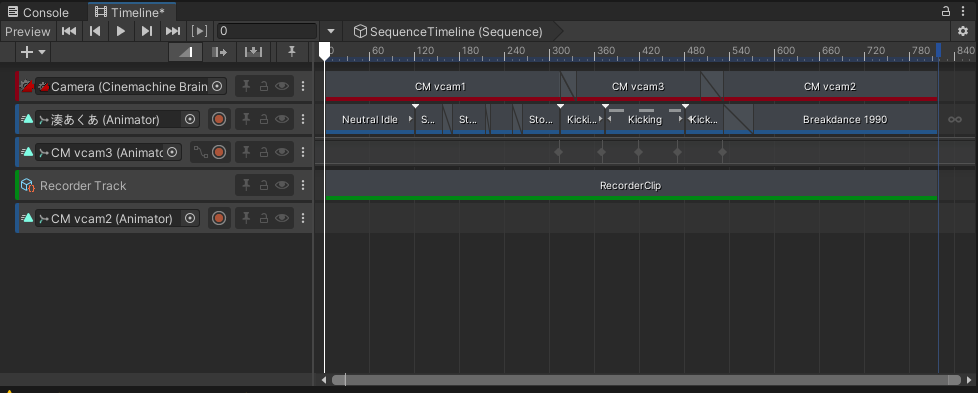 Console Timeline*
Preview 0 SequenceTimeline (Sequence)
0 60 120 180 240 300 360 420 480 540 600 660 720 780 840
Camera (Cinemachine Brain CM vcam1 CM vcam3 CM vcam2
湊あくあ (Animator) Neutral Idle S... St... Sto... Kicki... Kicking Kick... Breakdance 1990
CM vcam3 (Animato
Recorder Track RecorderClip
CM vcam2 (Animator)